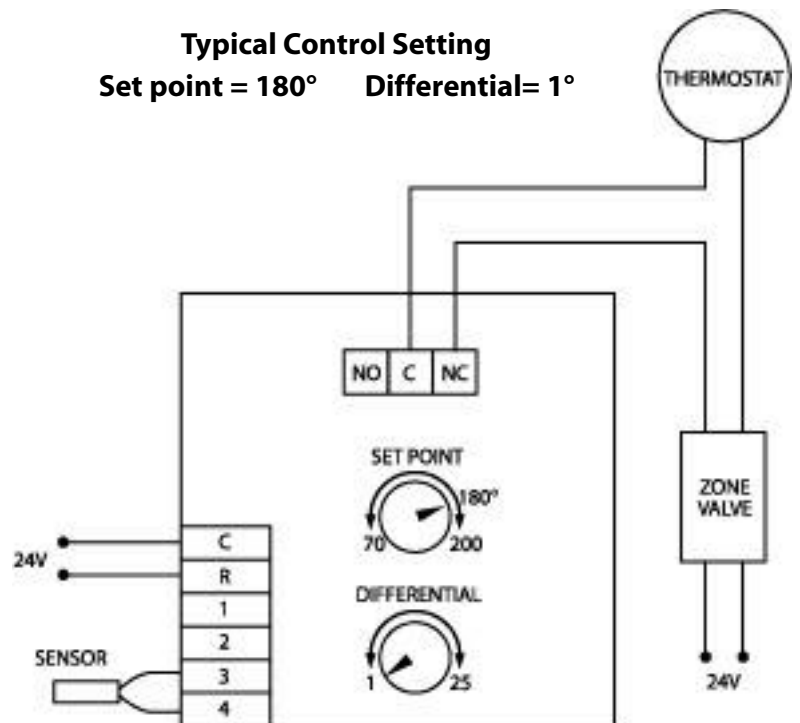 Typical Control Setting
Set point = 180° Differential= 1°
THERMOSTAT
NO C NC
SET POINT
180°
70 200
ZONE
VALVE
24V
C
R
1
2
3
4
DIFFERENTIAL
1 25
SENSOR
24V